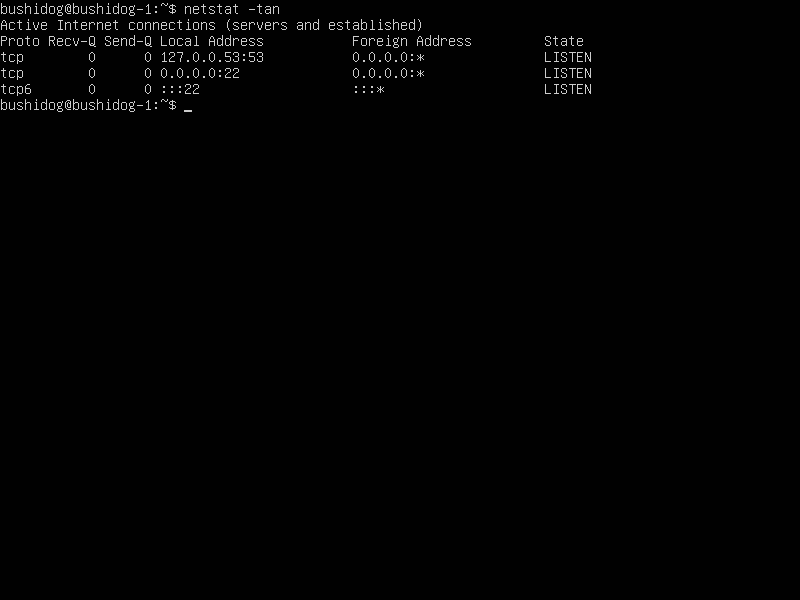 bushidog@bushidog-1:~$ netstat -tan
Active Internet connections (servers and established)
Proto Recv-Q Send-Q Local Address           Foreign Address         State
tcp        0      0 127.0.0.53:53           0.0.0.0:*               LISTEN
tcp        0      0 0.0.0.0:22              0.0.0.0:*               LISTEN
tcp6       0      0 :::22                   :::*                    LISTEN
bushidog@bushidog-1:~$ _